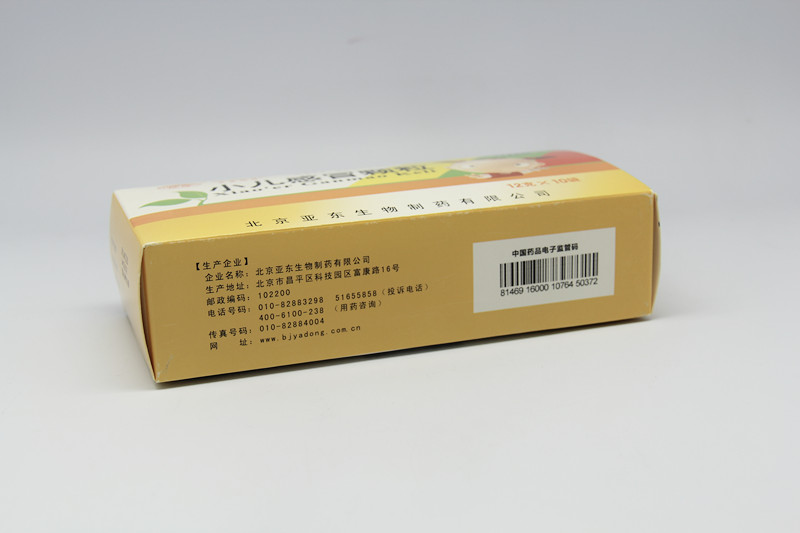 小儿感冒颗粒
Xiao'er Ganmao Keli
12克×10袋
北京亚东生物制药有限公司
【生产企业】
企业名称：北京亚东生物制药有限公司
生产地址：北京市昌平区科技园区富康路16号
邮政编码：102200
电话号码：010-82883298 51655858（投诉电话）
400-6100-238（用药咨询）
传真号码：010-82884004
网 址：www.bjyadong.com.cn
中国药品电子监管码
81469 16000 10764 50372